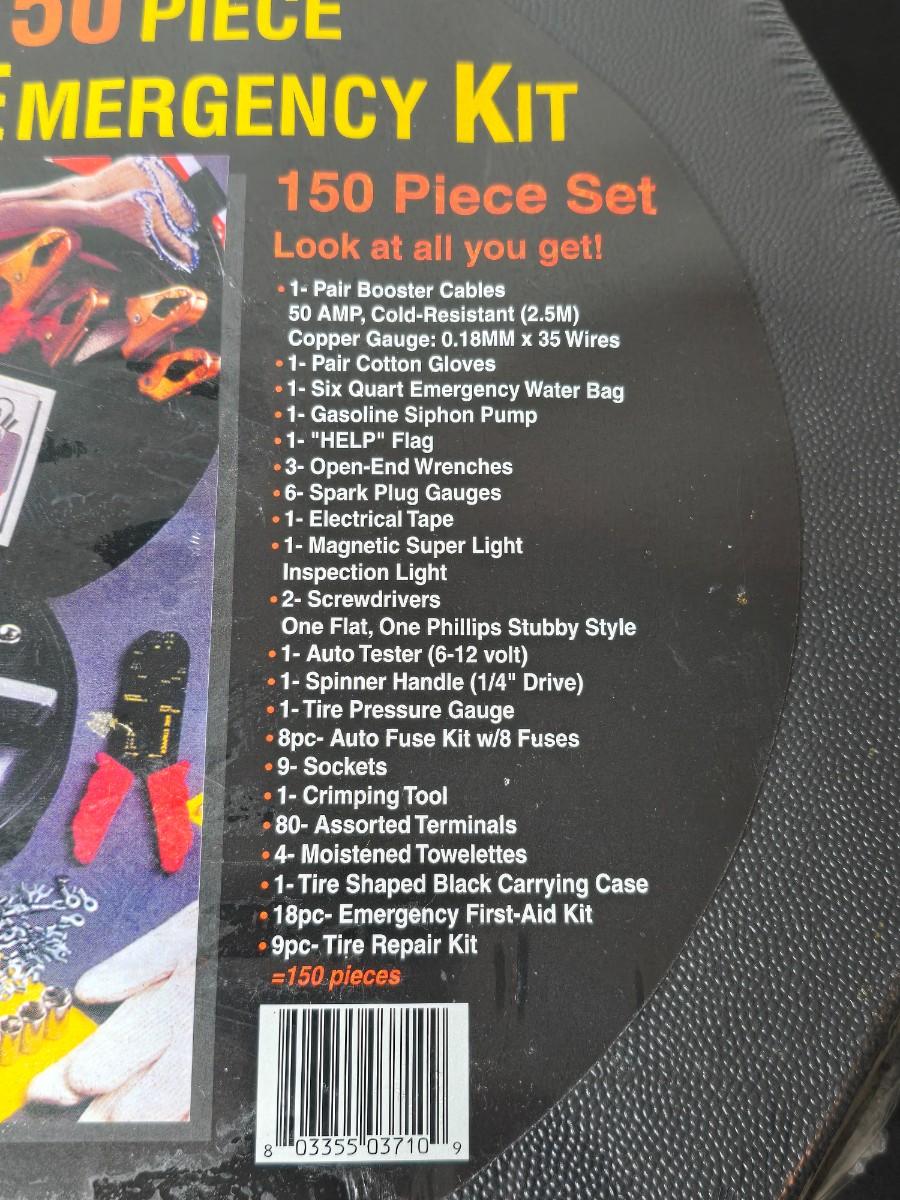 50 PIECE
EMERGENCY KIT
150 Piece Set
Look at all you get!
•1- Pair Booster Cables
50 AMP, Cold-Resistant (2.5M)
Copper Gauge: 0.18MM x 35 Wires
•1- Pair Cotton Gloves
•1- Six Quart Emergency Water Bag
•1- Gasoline Siphon Pump
•1- "HELP" Flag
•3- Open-End Wrenches
•6- Spark Plug Gauges
•1- Electrical Tape
•1- Magnetic Super Light
Inspection Light
•2- Screwdrivers
One Flat, One Phillips Stubby Style
•1- Auto Tester (6-12 volt)
•1- Spinner Handle (1/4" Drive)
•1- Tire Pressure Gauge
•8pc- Auto Fuse Kit w/8 Fuses
•9- Sockets
•1- Crimping Tool
•80- Assorted Terminals
•4- Moistened Towelettes
•1- Tire Shaped Black Carrying Case
•18pc- Emergency First-Aid Kit
•9pc- Tire Repair Kit
=150 pieces
8 03355 03710 9